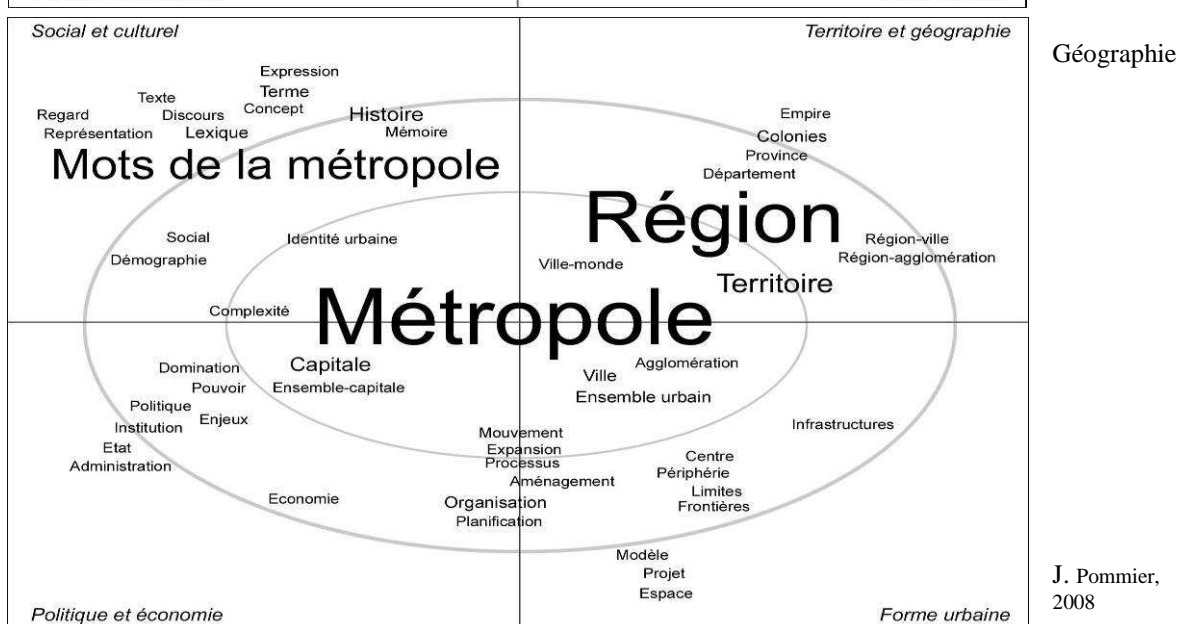 Social et culturel
Territoire et géographie
Géographie
Expression
Terme
Texte
Concept
Regard
Discours
Représentation
Lexique
Histoire
Mémoire
Mots de la métropole
Empire
Colonies
Province
Département
Région
Région-ville
Région-agglomération
Social
Démographie
Identité urbaine
Ville-monde
Territoire
Complexité
Métropole
Domination
Pouvoir
Politique
Enjeux
Institution
Etat
Administration
Capitale
Ensemble-capitale
Agglomération
Ville
Ensemble urbain
Mouvement
Expansion
Processus
Aménagement
Organisation
Planification
Economie
Infrastructures
Centre
Périphérie
Limites
Frontières
Modèle
Projet
Espace
Politique et économie
Forme urbaine
J. Pommier,
2008